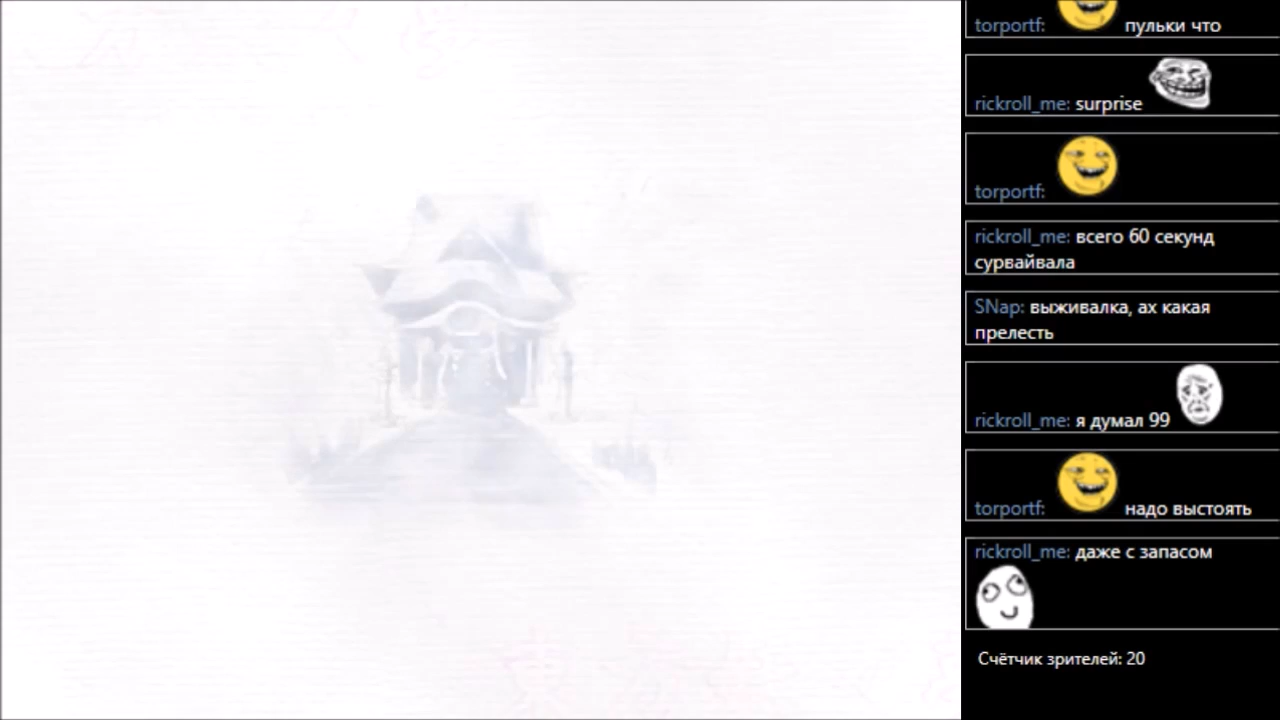 torportf: пульки что
rickroll_me: surprise
torportf:
rickroll_me: всего 60 секунд
сурвайвала
SNap: выживалка, ах какая
прелесть
rickroll_me: я думал 99
torportf: надо выстоять
rickroll_me: даже с запасом
Счётчик зрителей: 20